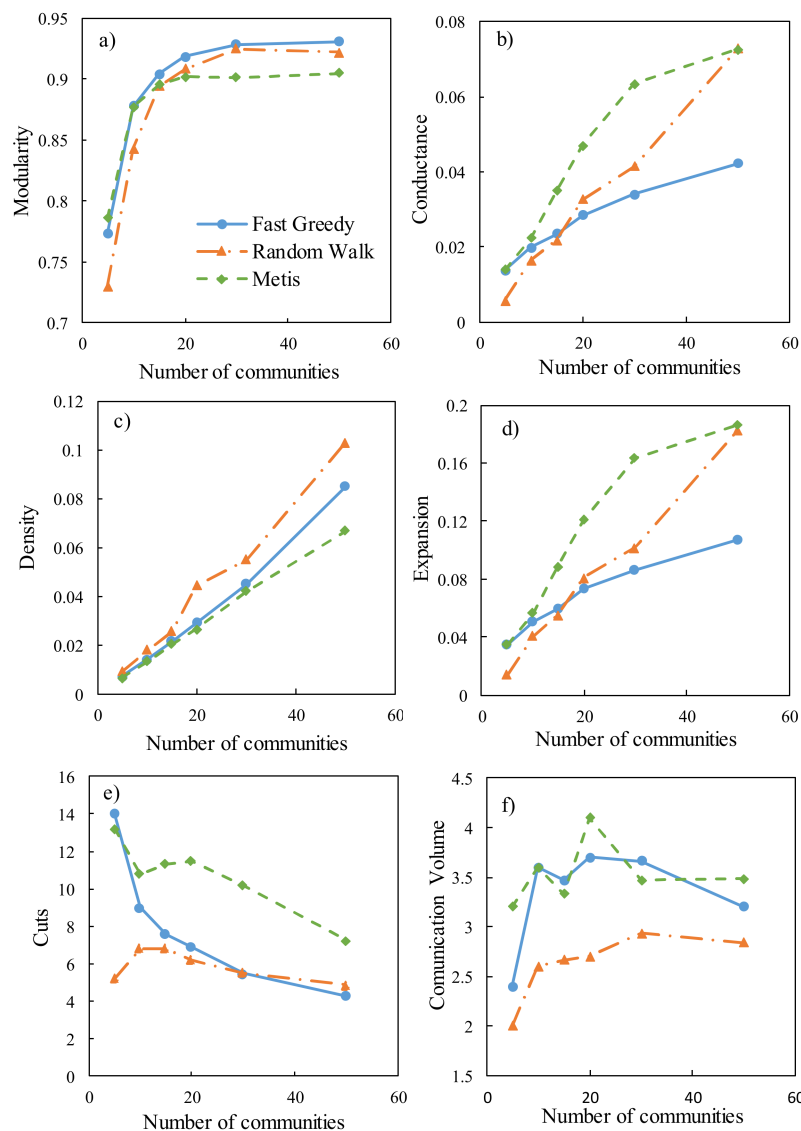 a)
0.95
0.9
0.85
0.8
0.75
0.7
Modularity
Fast Greedy
Random Walk
Metis
0 20 40 60
Number of communities
b)
0.08
0.06
0.04
0.02
0
Conductance
0 20 40 60
Number of communities
c)
0.12
0.1
0.08
0.06
0.04
0.02
0
Density
0 20 40 60
Number of communities
d)
0.2
0.16
0.12
0.08
0.04
0
Expansion
0 20 40 60
Number of communities
e)
16
14
12
10
8
6
4
2
0
Cuts
0 20 40 60
Number of communities
f)
4.5
4
3.5
3
2.5
2
1.5
Comunication Volume
0 20 40 60
Number of communities